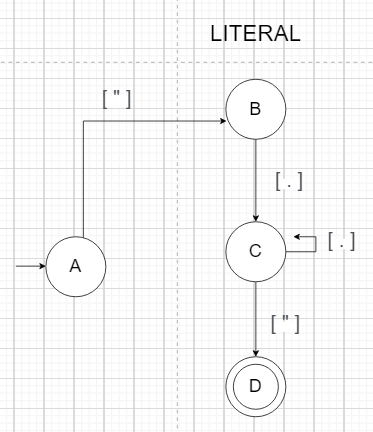 LITERAL
[ " ]
B
[ . ]
C
[ . ]
A
[ " ]
D